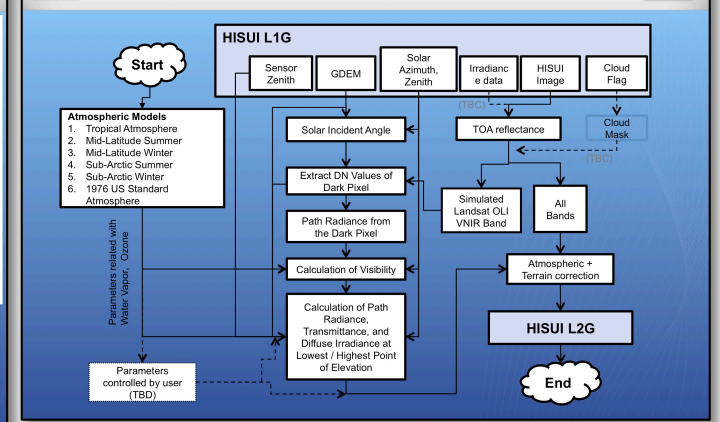 HISUI L1G
Start
Sensor
Zenith
GDEM
Solar
Azimuth,
Zenith
Irradianc
e data
HISUI
Image
Cloud
Flag
(TBC)
Atmospheric Models
1. Tropical Atmosphere
2. Mid-Latitude Summer
3. Mid-Latitude Winter
4. Sub-Arctic Summer
5. Sub-Arctic Winter
6. 1976 US Standard
Atmosphere
Solar Incident Angle
TOA reflectance
Cloud
Mask
(TBC)
Extract DN Values of
Dark Pixel
Simulated
Landsat OLI
VNIR Band
All
Bands
Path Radiance from
the Dark Pixel
Parameters related with
Water Vapor, Ozone
Calculation of Visibility
Atmospheric +
Terrain correction
Calculation of Path
Radiance,
Transmittance, and
Diffuse Irradiance at
Lowest / Highest Point
of Elevation
HISUI L2G
Parameters
controlled by user
(TBD)
End